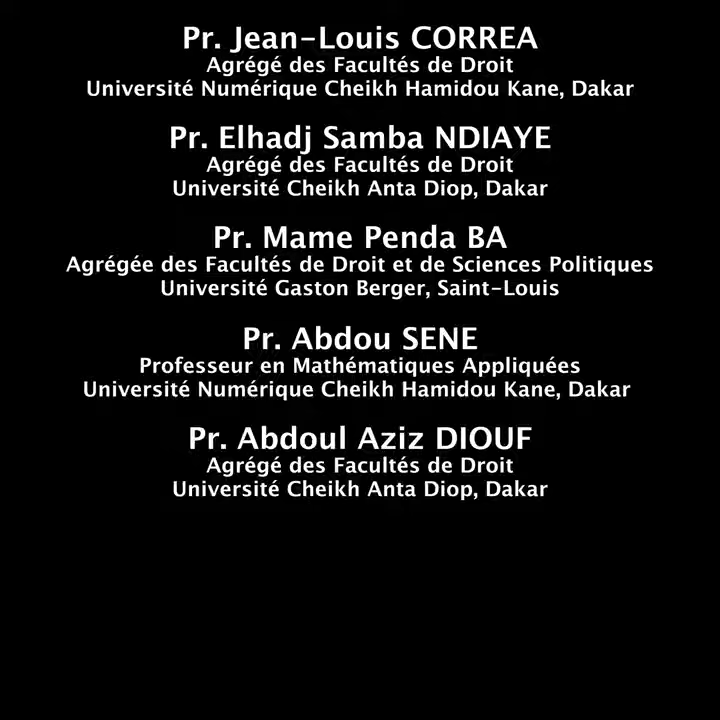 Pr. Jean-Louis CORREA
Agrégé des Facultés de Droit
Université Numérique Cheikh Hamidou Kane, Dakar
Pr. Elhadj Samba NDIAYE
Agrégé des Facultés de Droit
Université Cheikh Anta Diop, Dakar
Pr. Mame Penda BA
Agrégée des Facultés de Droit et de Sciences Politiques
Université Gaston Berger, Saint-Louis
Pr. Abdou SENE
Professeur en Mathématiques Appliquées
Université Numérique Cheikh Hamidou Kane, Dakar
Pr. Abdoul Aziz DIOUF
Agrégé des Facultés de Droit
Université Cheikh Anta Diop, Dakar